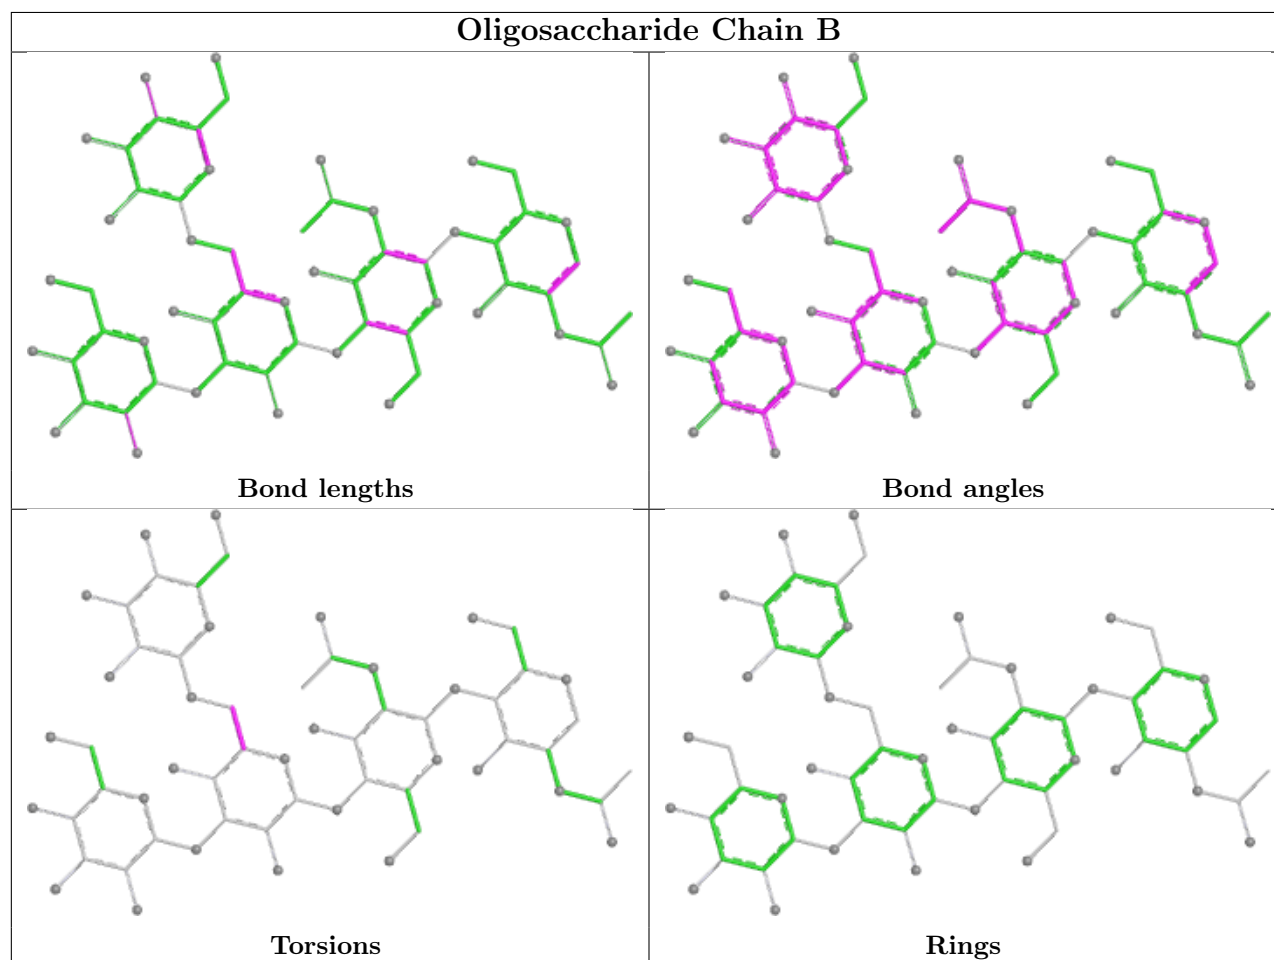 Oligosaccharide Chain B
Bond lengths
Bond angles
Torsions
Rings